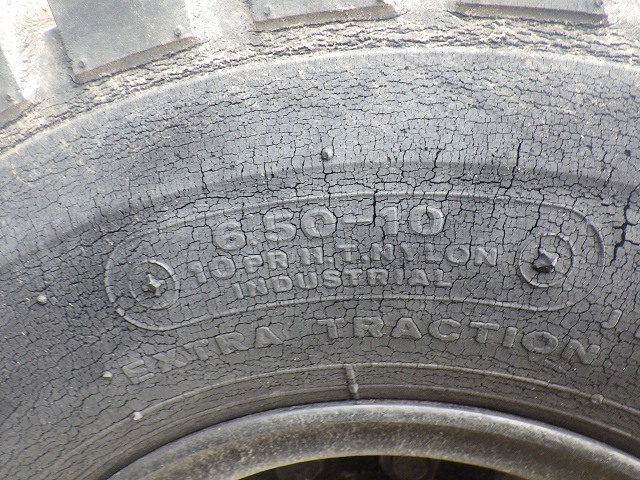 6.50-10
10 PR H.T. NYLON
INDUSTRIAL
EXTRA TRACTION J